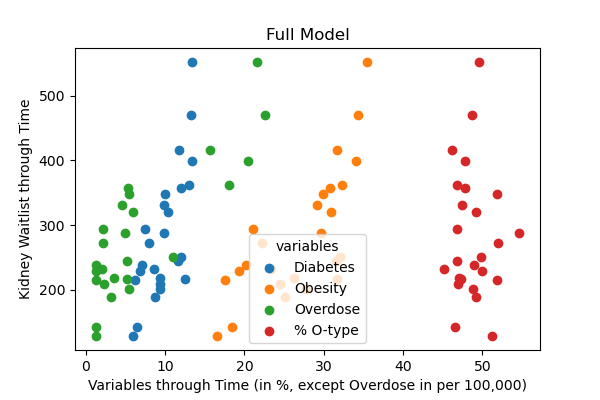 Full Model
Kidney Waitlist through Time
500
400
300
200
variables
Diabetes
Obesity
Overdose
% O-type
0 10 20 30 40 50
Variables through Time (in %, except Overdose in per 100,000)